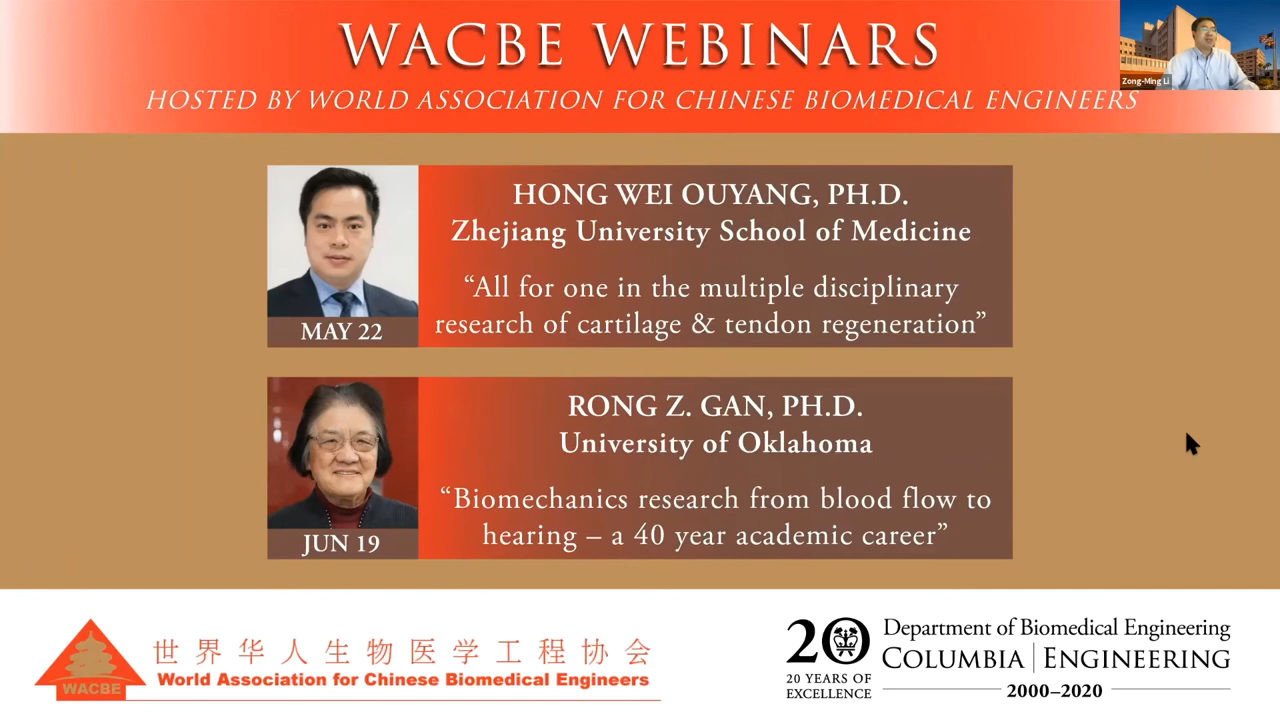 WACBE WEBINARS
HOSTED BY WORLD ASSOCIATION FOR CHINESE BIOMEDICAL ENGINEERS
Zong-Ming Li
HONG WEI OUYANG, PH.D.
Zhejiang University School of Medicine
“All for one in the multiple disciplinary
research of cartilage & tendon regeneration”
MAY 22
RONG Z. GAN, PH.D.
University of Oklahoma
“Biomechanics research from blood flow to
hearing – a 40 year academic career”
JUN 19
WACBE
世界华人生物医学工程协会
World Association for Chinese Biomedical Engineers
20
20 YEARS OF
EXCELLENCE
Department of Biomedical Engineering
COLUMBIA | ENGINEERING
2000–2020